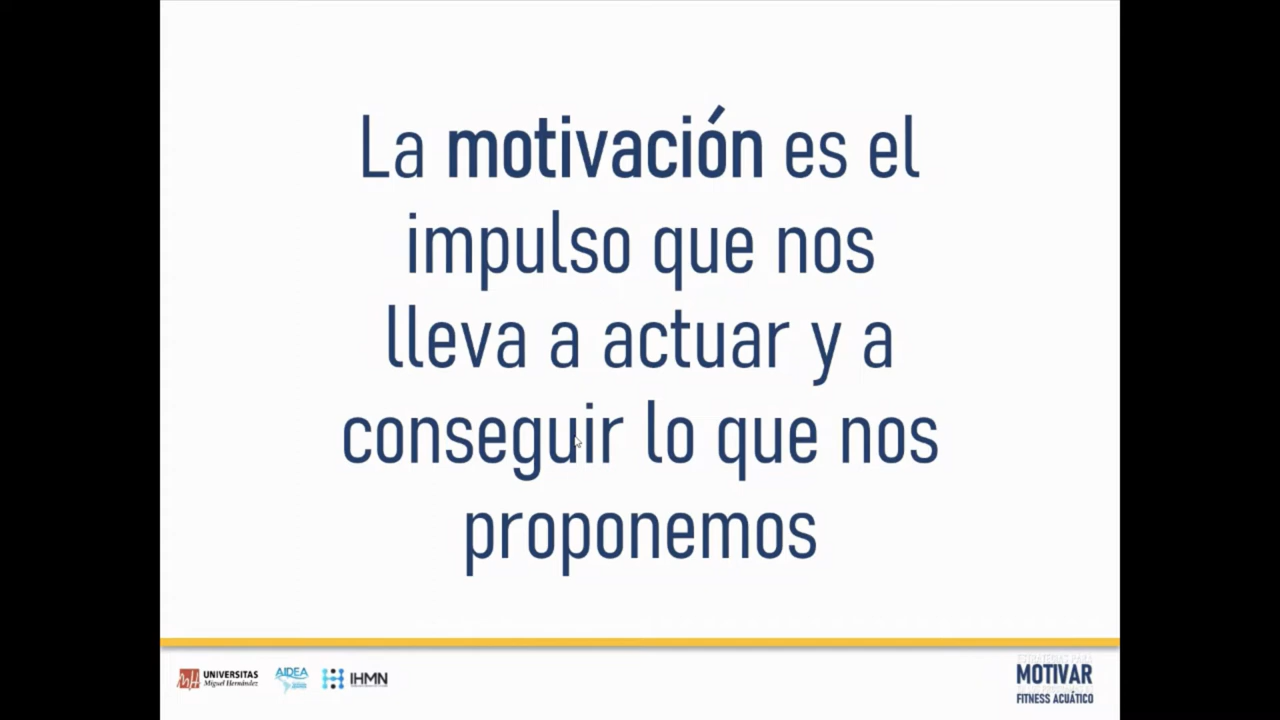 La motivación es el
impulso que nos
lleva a actuar y a
conseguir lo que nos
proponemos
UNIVERSITAS
Miguel Hernández
AIDEA
IHMN
MOTIVAR
FITNESS ACUÁTICO